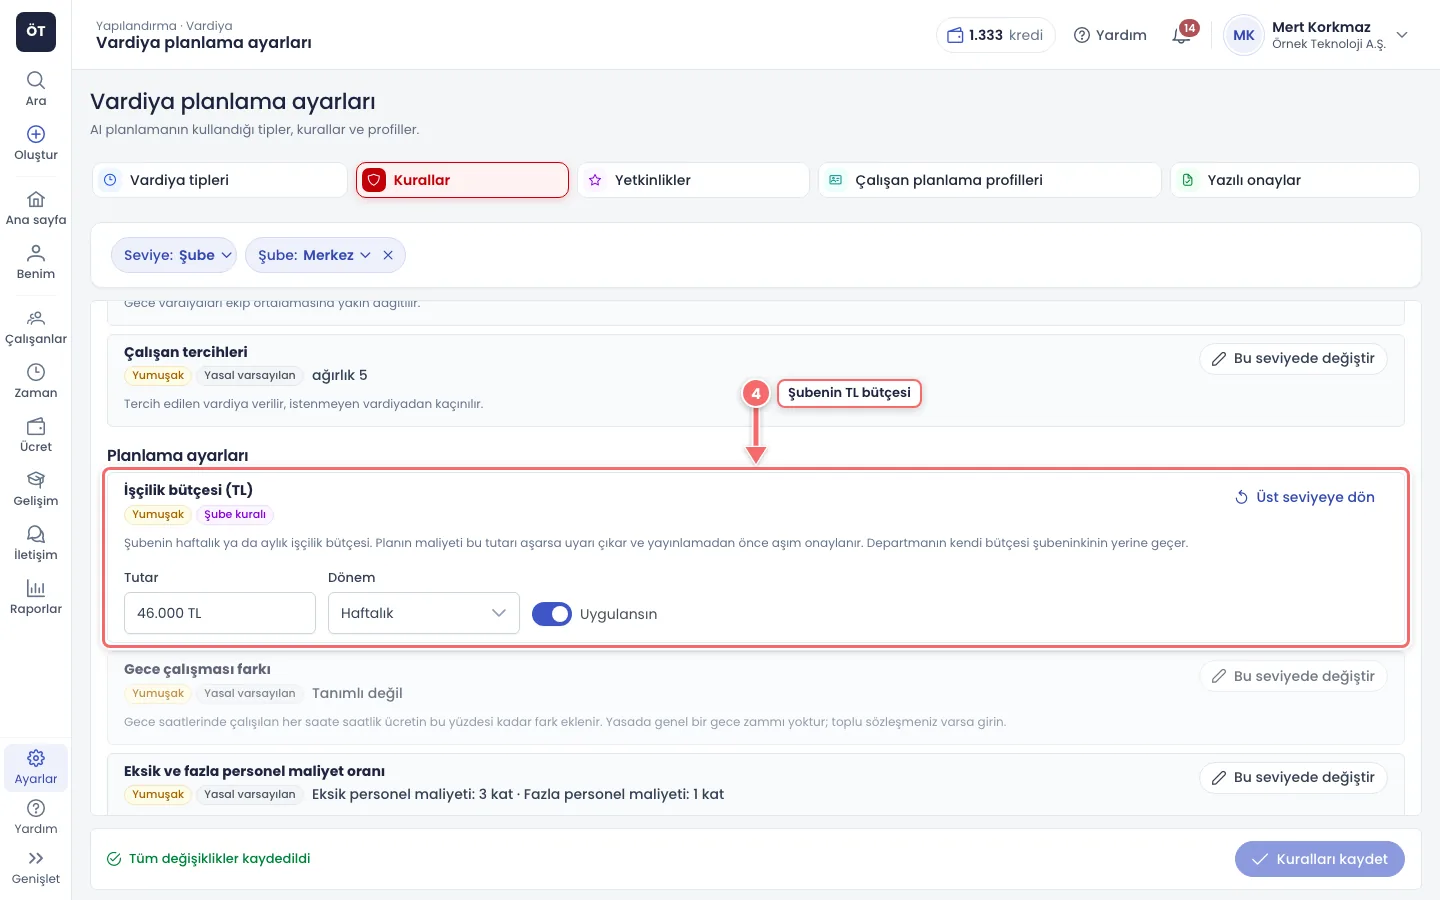 ÖT
Ara
Oluştur
Ana sayfa
Benim
Çalışanlar
Zaman
Ücret
Gelişim
İletişim
Raporlar
Ayarlar
Yardım
Genişlet
Yapılandırma · Vardiya
Vardiya planlama ayarları
1.333 kredi
Yardım
14
MK
Mert Korkmaz
Örnek Teknoloji A.Ş.
Vardiya planlama ayarları
AI planlamanın kullandığı tipler, kurallar ve profiller.
Vardiya tipleri
Kurallar
Yetkinlikler
Çalışan planlama profilleri
Yazılı onaylar
Seviye: Şube
Şube: Merkez
Gece vardiyaları ekip ortalamasına yakın dağıtılır.
Çalışan tercihleri
Yumuşak Yasal varsayılan ağırlık 5
Tercih edilen vardiya verilir, istenmeyen vardiyadan kaçınılır.
Bu seviyede değiştir
4 Şubenin TL bütçesi
Planlama ayarları
İşçilik bütçesi (TL)
Yumuşak Şube kuralı
Üst seviyeye dön
Şubenin haftalık ya da aylık işçilik bütçesi. Planın maliyeti bu tutarı aşarsa uyarı çıkar ve yayınlamadan önce aşım onaylanır. Departmanın kendi bütçesi şubeninkinin yerine geçer.
Tutar
Dönem
46.000 TL
Haftalık
Uygulansın
Gece çalışması farkı
Yumuşak Yasal varsayılan Tanımlı değil
Bu seviyede değiştir
Gece saatlerinde çalışılan her saate saatlik ücretin bu yüzdesi kadar fark eklenir. Yasada genel bir gece zammı yoktur; toplu sözleşmeniz varsa girin.
Eksik ve fazla personel maliyet oranı
Yumuşak Yasal varsayılan Eksik personel maliyeti: 3 kat · Fazla personel maliyeti: 1 kat
Bu seviyede değiştir
Tüm değişiklikler kaydedildi
Kuralları kaydet